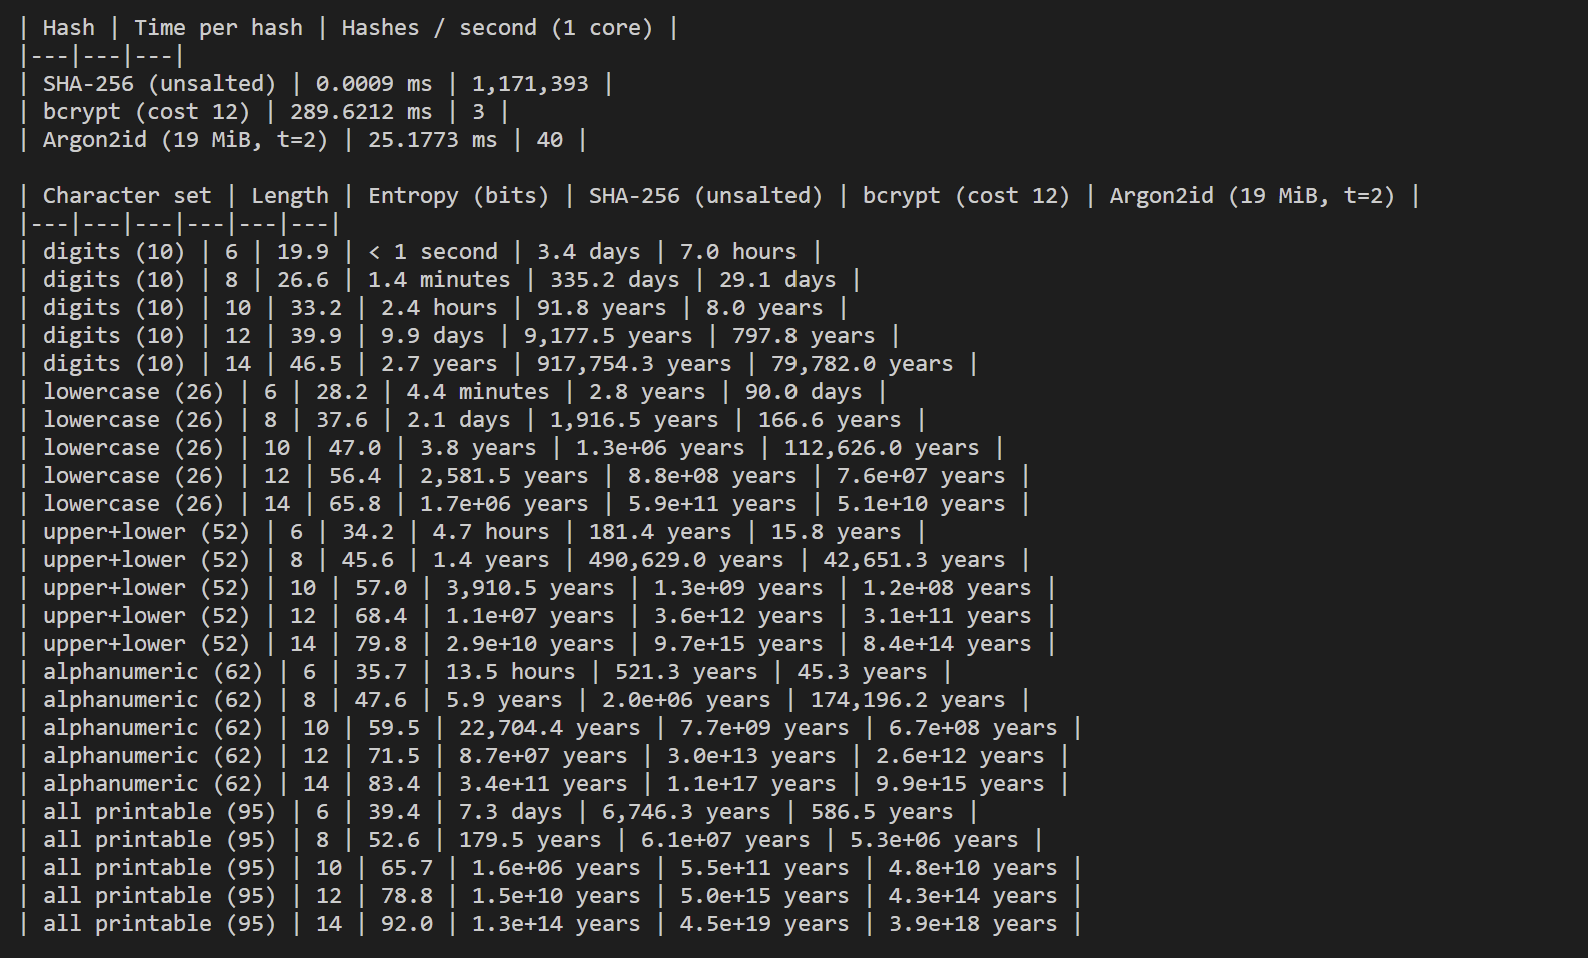 | Hash | Time per hash | Hashes / second (1 core) |
|---|---|---|
| SHA-256 (unsalted) | 0.0009 ms | 1,171,393 |
| bcrypt (cost 12) | 289.6212 ms | 3 |
| Argon2id (19 MiB, t=2) | 25.1773 ms | 40 |

| Character set | Length | Entropy (bits) | SHA-256 (unsalted) | bcrypt (cost 12) | Argon2id (19 MiB, t=2) |
|---|---|---|---|---|---|
| digits (10) | 6 | 19.9 | < 1 second | 3.4 days | 7.0 hours |
| digits (10) | 8 | 26.6 | 1.4 minutes | 335.2 days | 29.1 days |
| digits (10) | 10 | 33.2 | 2.4 hours | 91.8 years | 8.0 years |
| digits (10) | 12 | 39.9 | 9.9 days | 9,177.5 years | 797.8 years |
| digits (10) | 14 | 46.5 | 2.7 years | 917,754.3 years | 79,782.0 years |
| lowercase (26) | 6 | 28.2 | 4.4 minutes | 2.8 years | 90.0 days |
| lowercase (26) | 8 | 37.6 | 2.1 days | 1,916.5 years | 166.6 years |
| lowercase (26) | 10 | 47.0 | 3.8 years | 1.3e+06 years | 112,626.0 years |
| lowercase (26) | 12 | 56.4 | 2,581.5 years | 8.8e+08 years | 7.6e+07 years |
| lowercase (26) | 14 | 65.8 | 1.7e+06 years | 5.9e+11 years | 5.1e+10 years |
| upper+lower (52) | 6 | 34.2 | 4.7 hours | 181.4 years | 15.8 years |
| upper+lower (52) | 8 | 45.6 | 1.4 years | 490,629.0 years | 42,651.3 years |
| upper+lower (52) | 10 | 57.0 | 3,910.5 years | 1.3e+09 years | 1.2e+08 years |
| upper+lower (52) | 12 | 68.4 | 1.1e+07 years | 3.6e+12 years | 3.1e+11 years |
| upper+lower (52) | 14 | 79.8 | 2.9e+10 years | 9.7e+15 years | 8.4e+14 years |
| alphanumeric (62) | 6 | 35.7 | 13.5 hours | 521.3 years | 45.3 years |
| alphanumeric (62) | 8 | 47.6 | 5.9 years | 2.0e+06 years | 174,196.2 years |
| alphanumeric (62) | 10 | 59.5 | 22,704.4 years | 7.7e+09 years | 6.7e+08 years |
| alphanumeric (62) | 12 | 71.5 | 8.7e+07 years | 3.0e+13 years | 2.6e+12 years |
| alphanumeric (62) | 14 | 83.4 | 3.4e+11 years | 1.1e+17 years | 9.9e+15 years |
| all printable (95) | 6 | 39.4 | 7.3 days | 6,746.3 years | 586.5 years |
| all printable (95) | 8 | 52.6 | 179.5 years | 6.1e+07 years | 5.3e+06 years |
| all printable (95) | 10 | 65.7 | 1.6e+06 years | 5.5e+11 years | 4.8e+10 years |
| all printable (95) | 12 | 78.8 | 1.5e+10 years | 5.0e+15 years | 4.3e+14 years |
| all printable (95) | 14 | 92.0 | 1.3e+14 years | 4.5e+19 years | 3.9e+18 years |